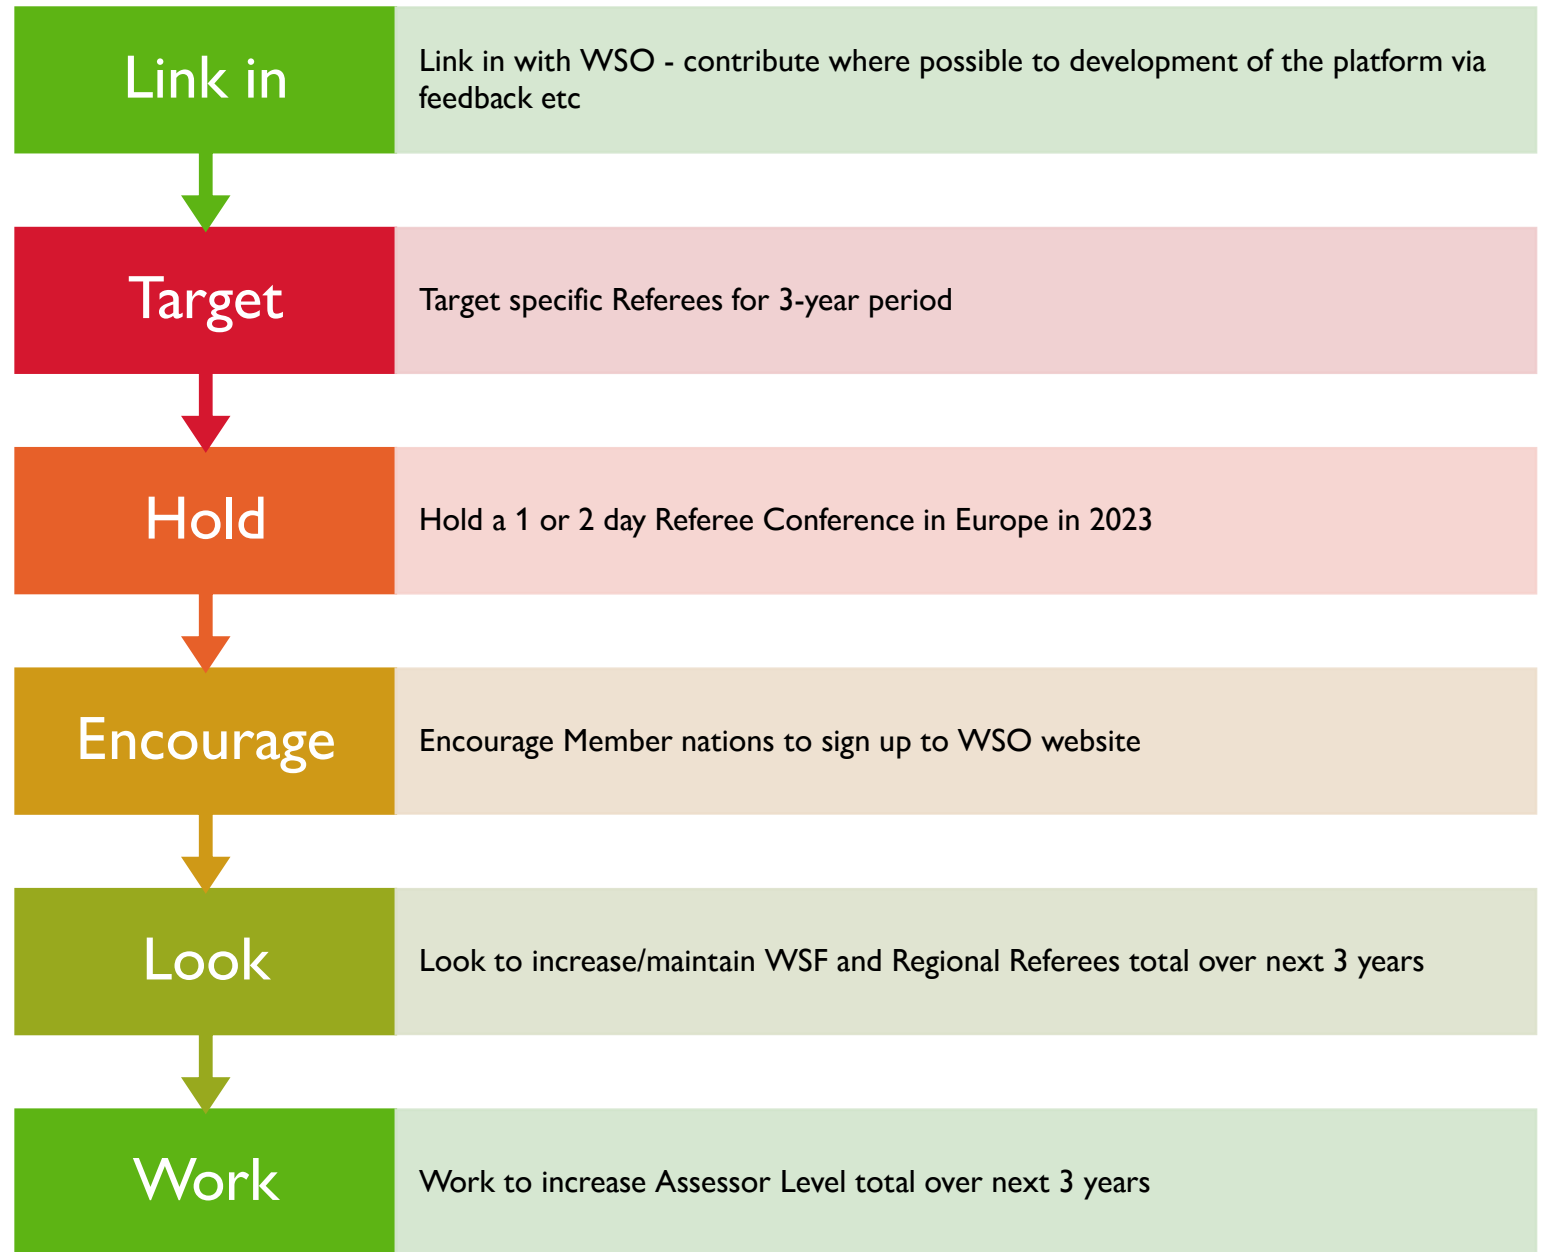 Link in
Link in with WSO - contribute where possible to development of the platform via
feedback etc
Target
Target specific Referees for 3-year period
Hold
Hold a 1 or 2 day Referee Conference in Europe in 2023
Encourage
Encourage Member nations to sign up to WSO website
Look
Look to increase/maintain WSF and Regional Referees total over next 3 years
Work
Work to increase Assessor Level total over next 3 years